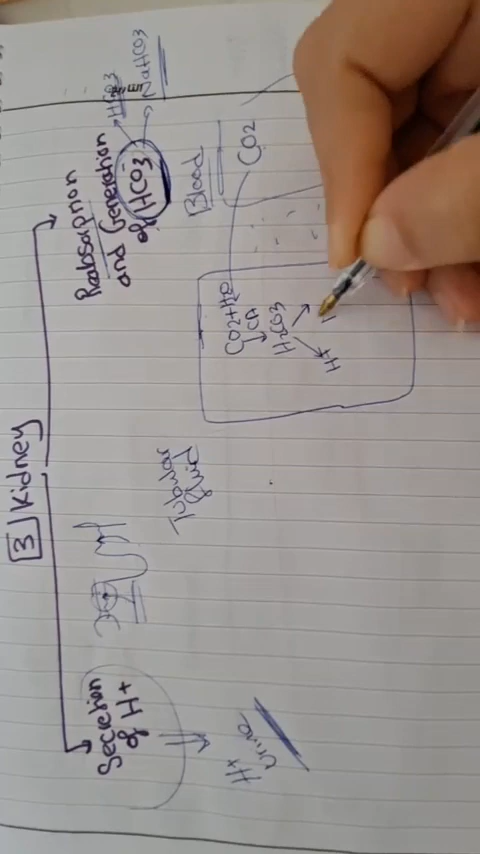 3 Kidney
Secretion
of H+
H+
urine
Reabsorption
and Generation
of HCO3-
HCO3
NaHCO3
Tubular
fluid
Blood
CO2
CO2+H2O
CA
H2CO3
H+